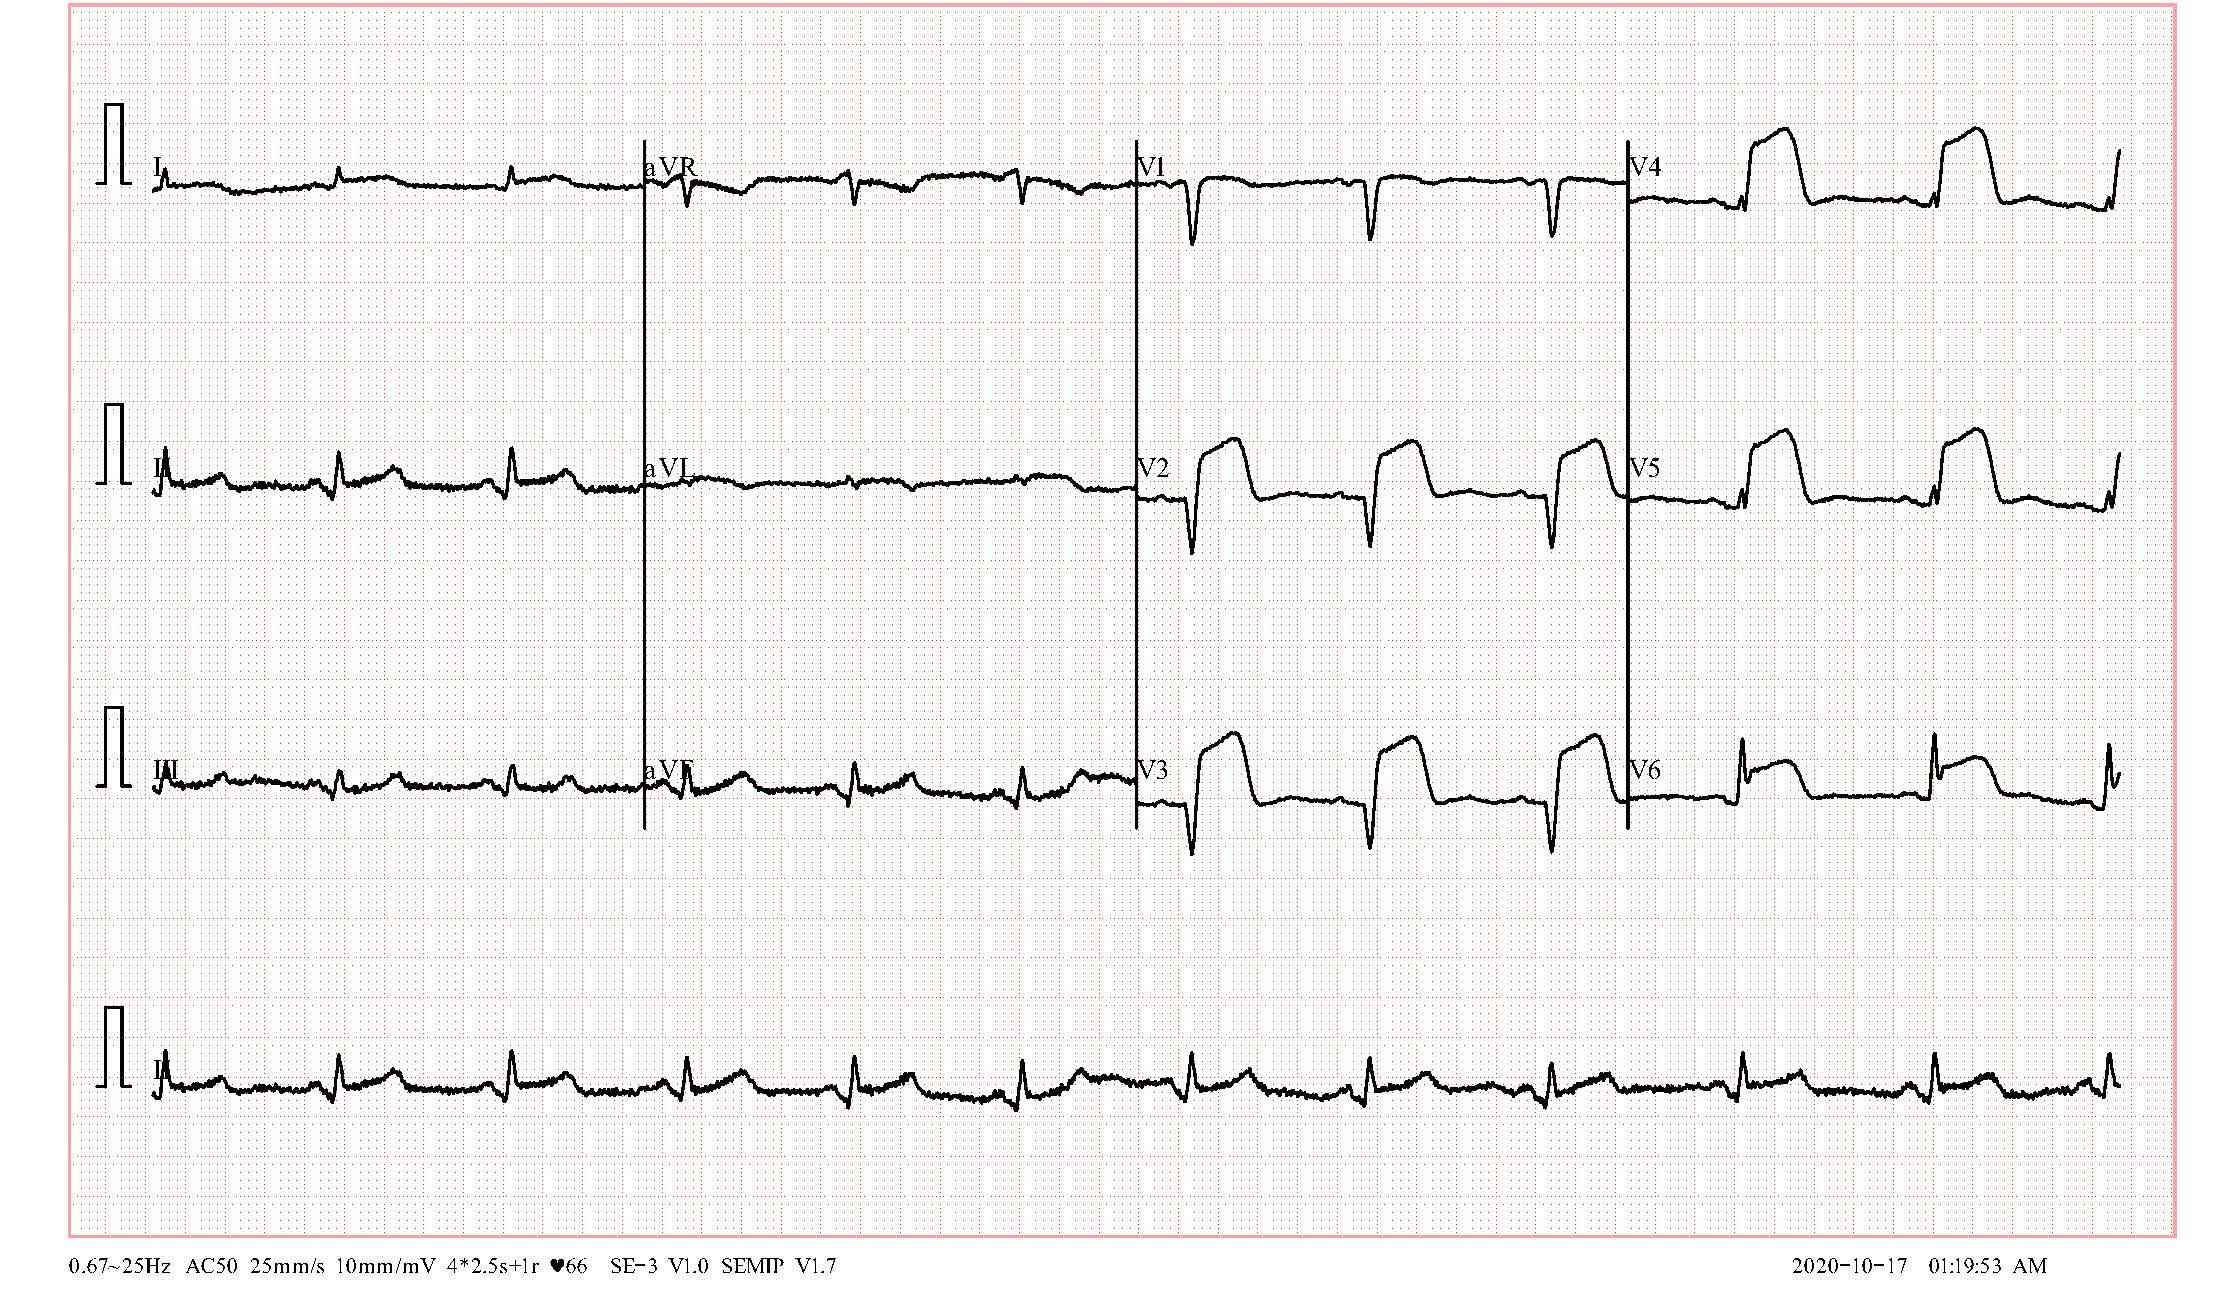 I aVR V1 V4
II aVL V2 V5
III aVF V3 V6
II
0.67~25Hz AC50 25mm/s 10mm/mV 4*2.5s+1r ♥66 SE-3 V1.0 SEMIP V1.7 2020-10-17 01:19:53 AM